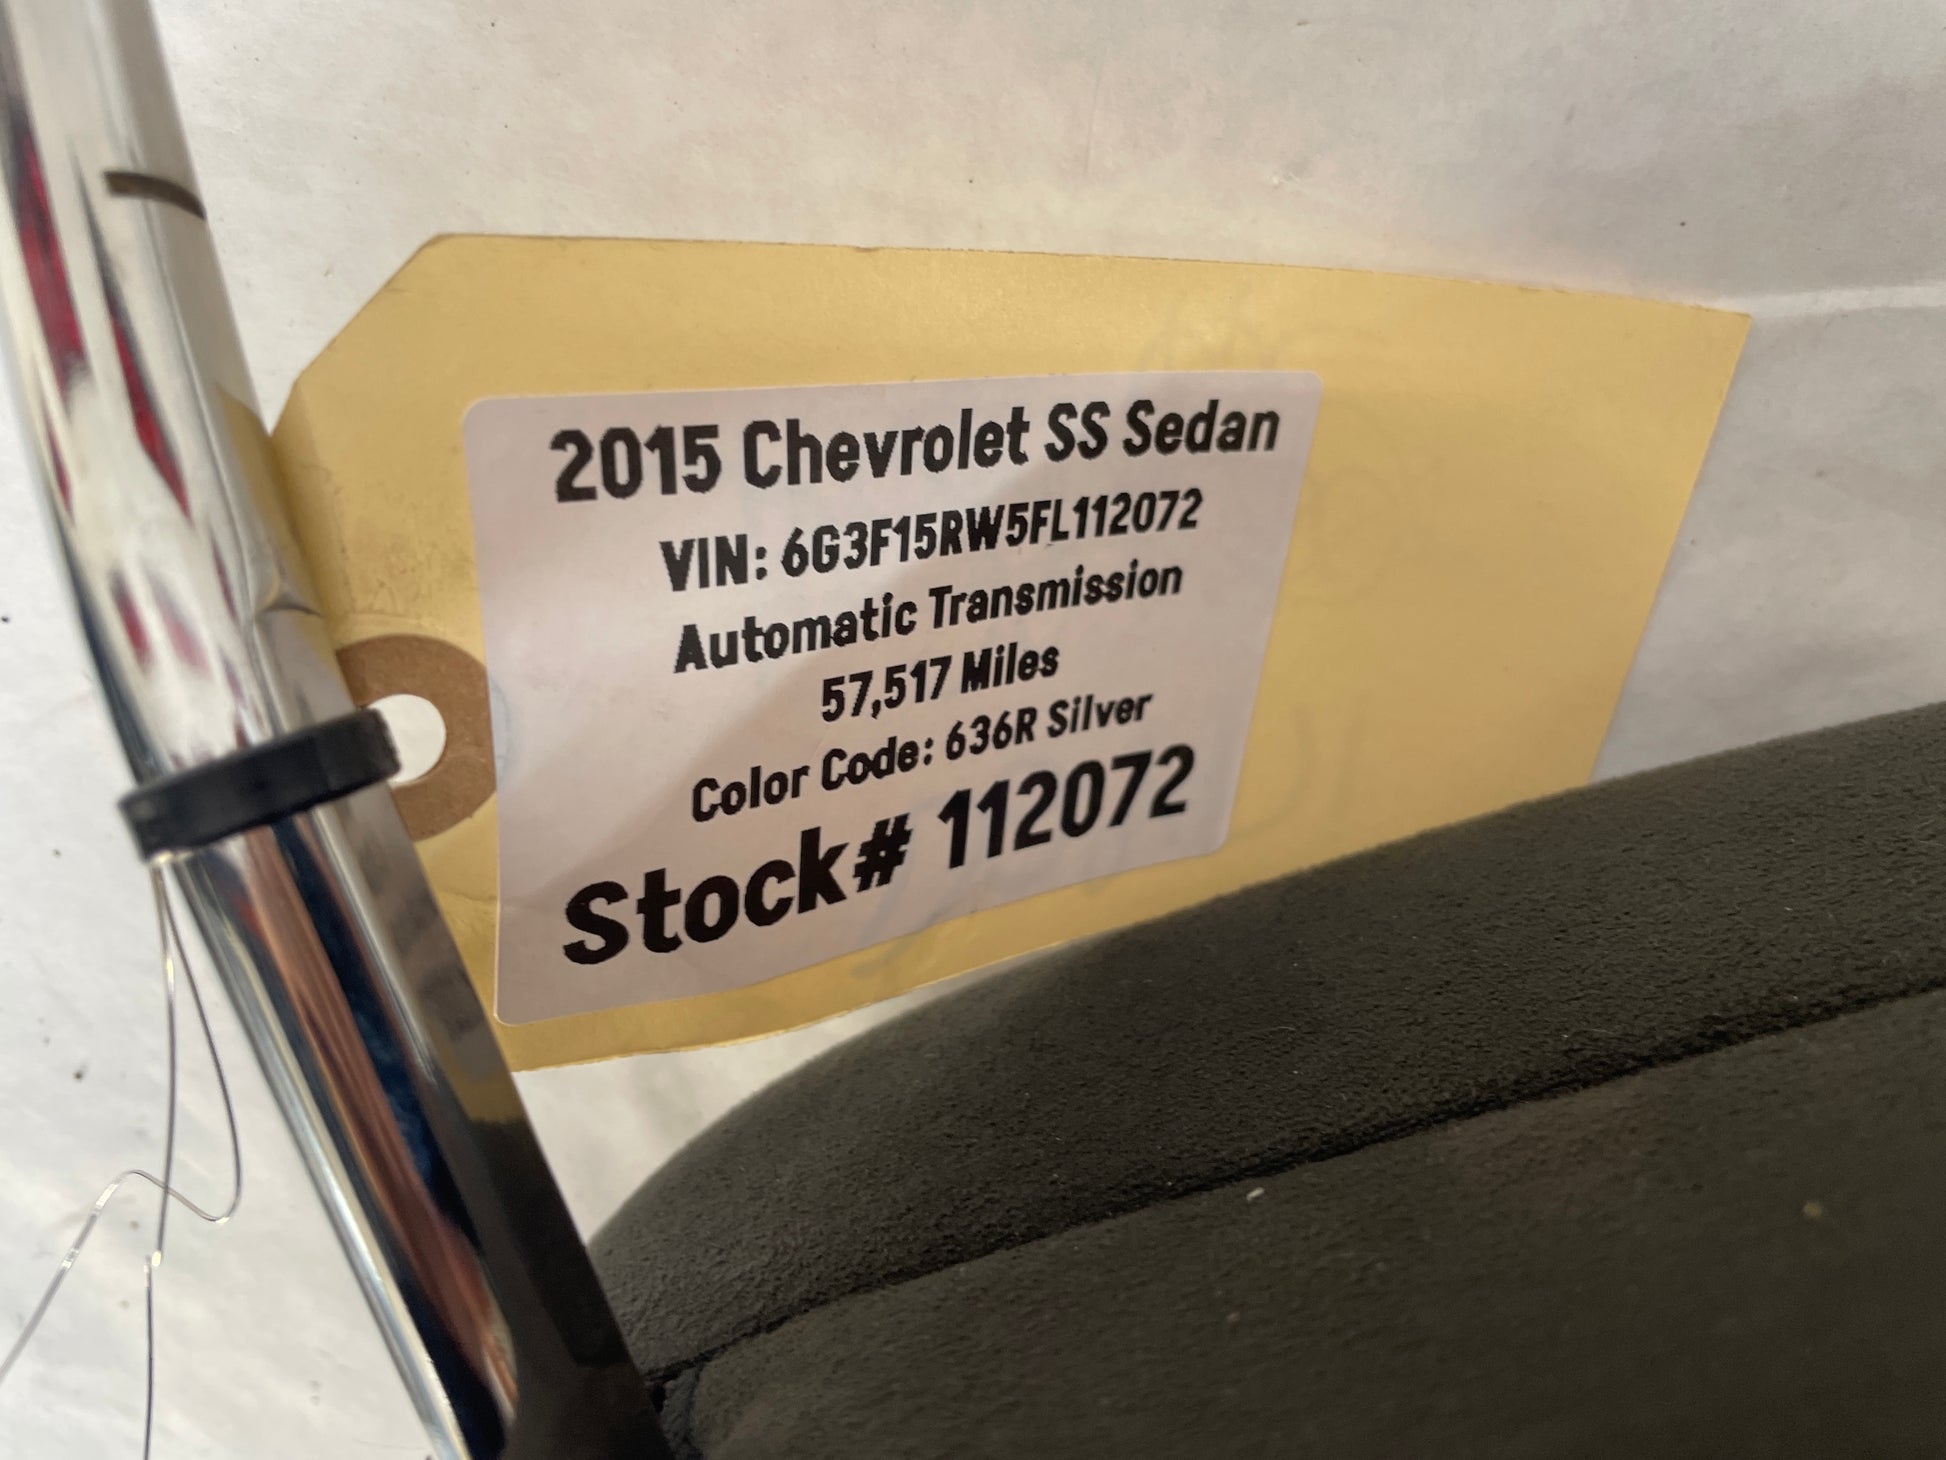 2015 Chevrolet SS Sedan
VIN: 6G3F15RW5FL112072
Automatic Transmission
57,517 Miles
Color Code: 636R Silver
Stock# 112072